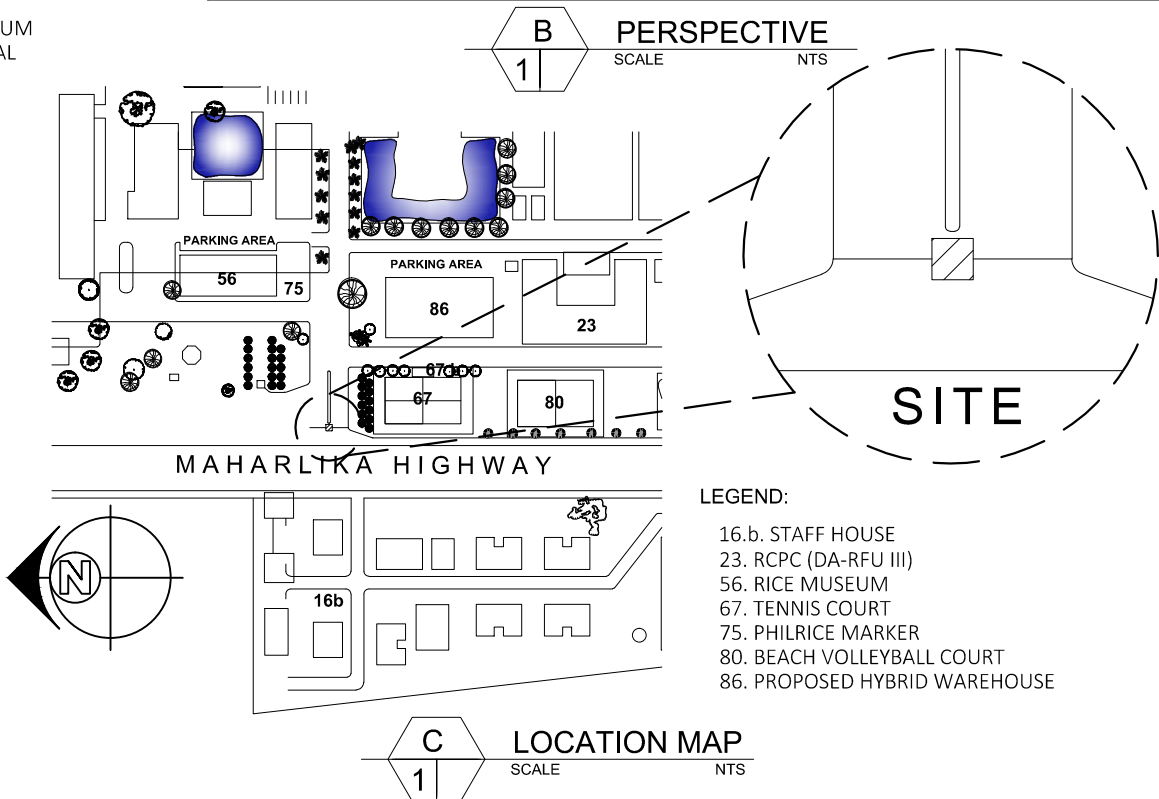 UM
AL
B
1
PERSPECTIVE
SCALE NTS
PARKING AREA
56
75
PARKING AREA
86
23
67
80
SITE
MAHARLIKA HIGHWAY
LEGEND:
16.b. STAFF HOUSE
23. RCPC (DA-RFU III)
56. RICE MUSEUM
67. TENNIS COURT
75. PHILRICE MARKER
80. BEACH VOLLEYBALL COURT
86. PROPOSED HYBRID WAREHOUSE
N
16b
C
1
LOCATION MAP
SCALE NTS